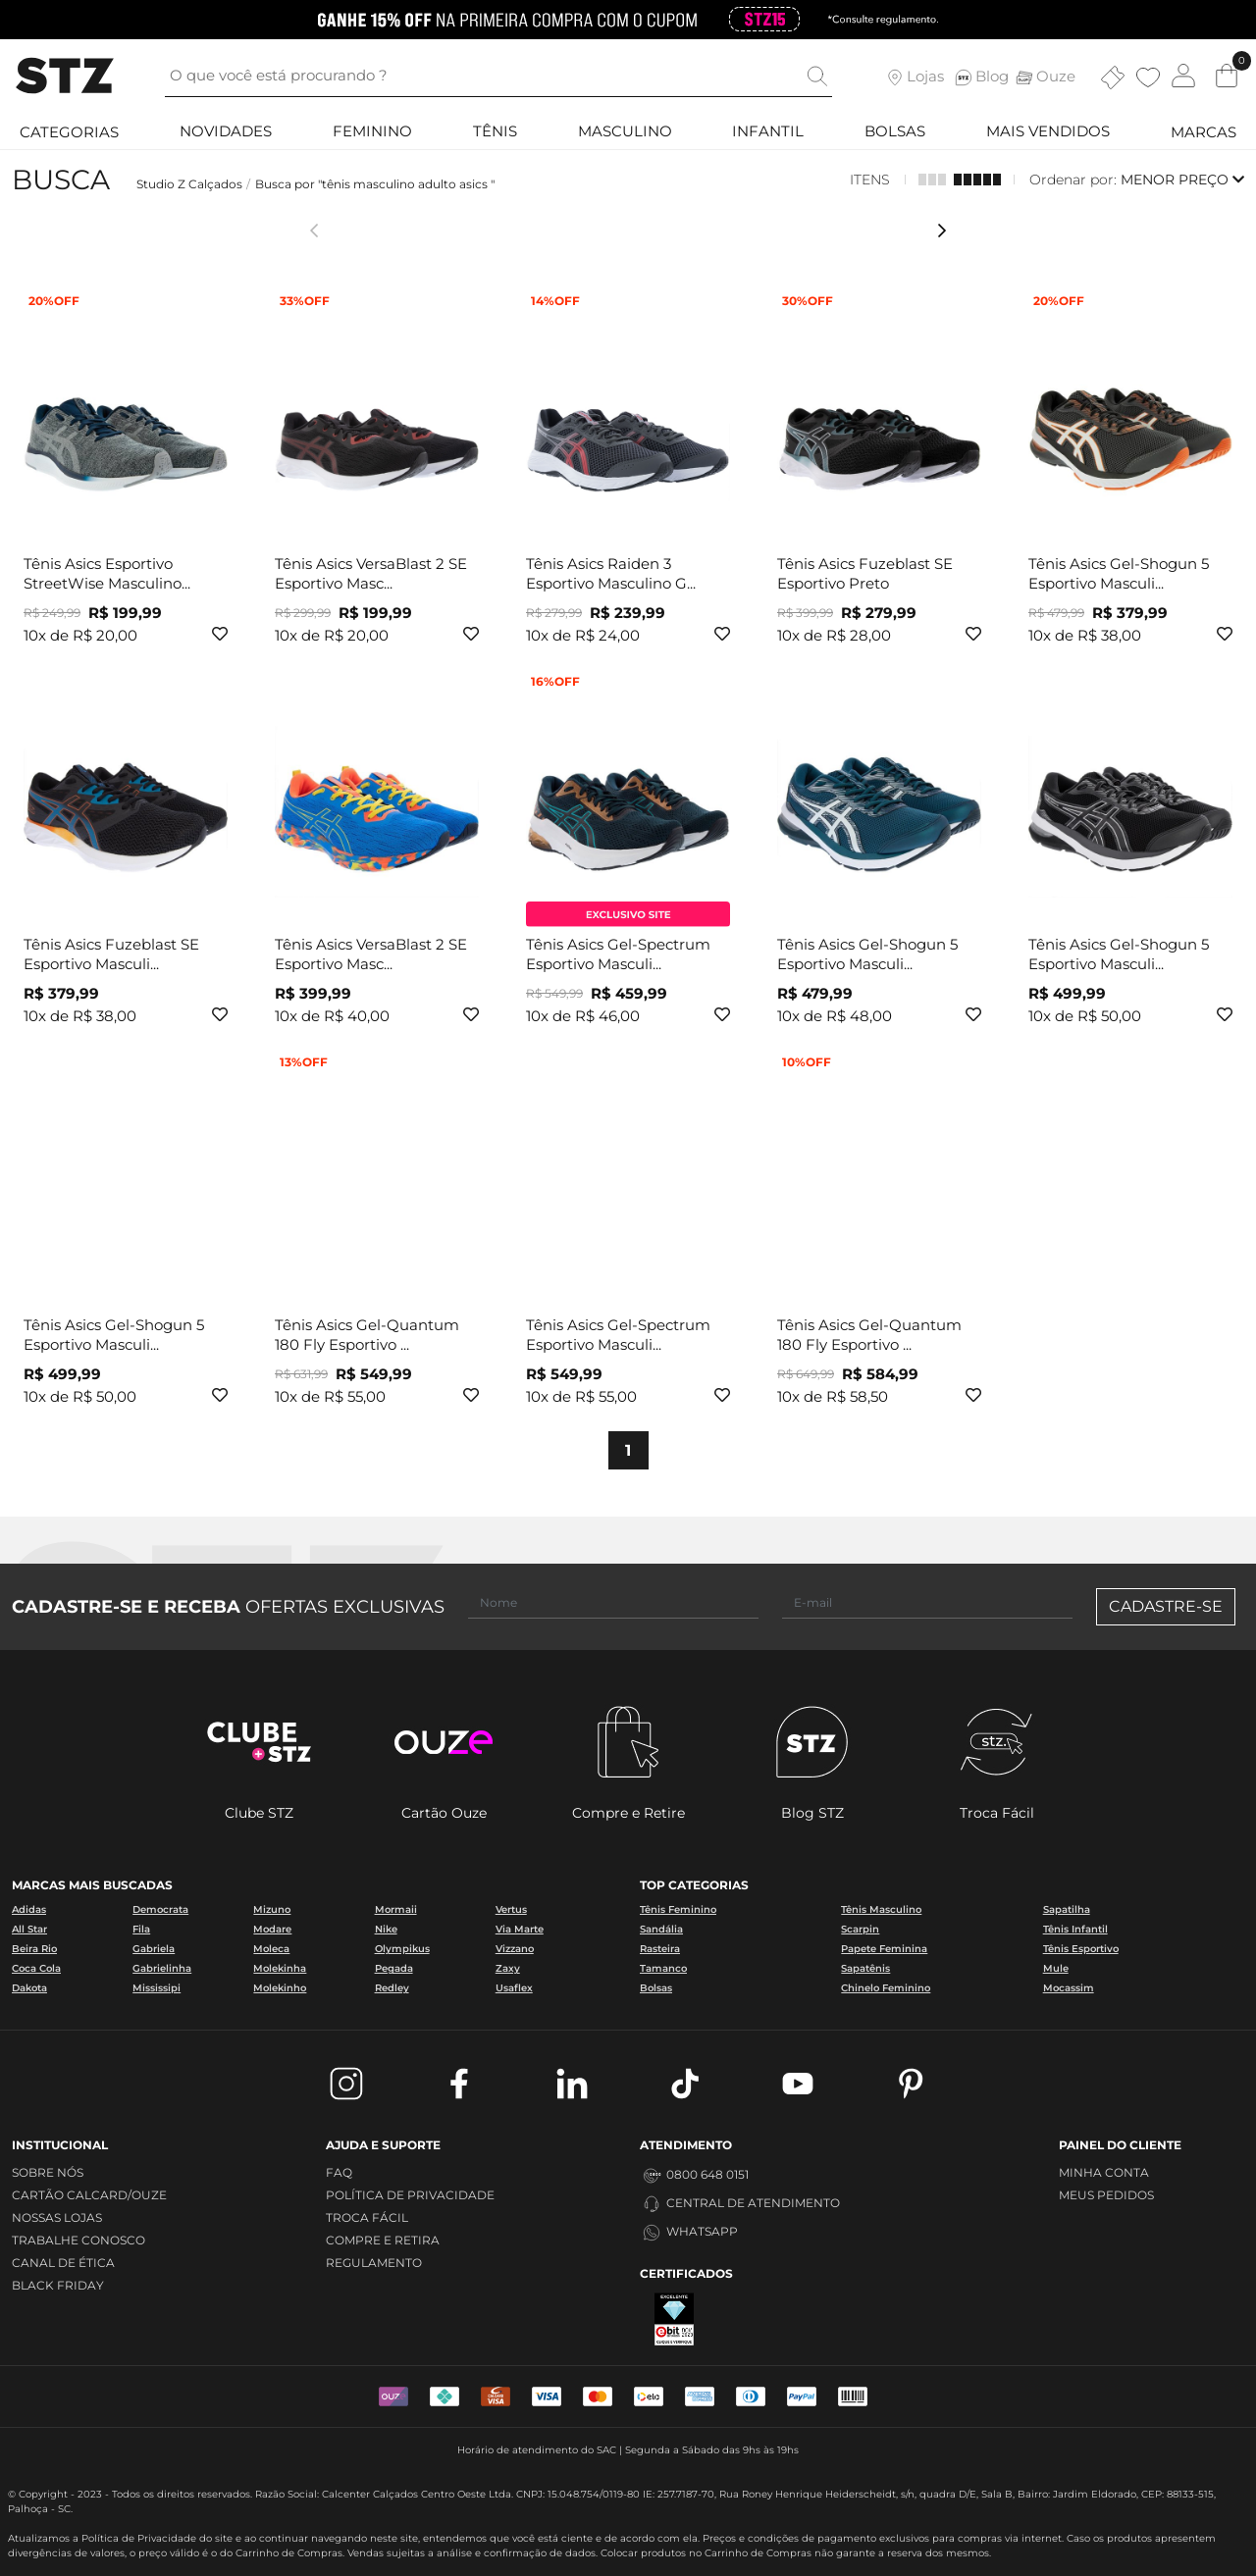 GANHE 15% OFF NA PRIMEIRA COMPRA COM O CUPOM STZ15 *Consulte regulamento.
STZ
O que você está procurando ?
Lojas STZ Blog Ouze
0
CATEGORIAS NOVIDADES FEMININO TÊNIS MASCULINO INFANTIL BOLSAS MAIS VENDIDOS MARCAS
BUSCA Studio Z Calçados / Busca por "tênis masculino adulto asics "
ITENS | | Ordenar por: MENOR PREÇO
20%OFF 33%OFF 14%OFF 30%OFF 20%OFF
Tênis Asics Esportivo StreetWise Masculino...
R$ 249,99 R$ 199,99
10x de R$ 20,00
Tênis Asics VersaBlast 2 SE Esportivo Masc...
R$ 299,99 R$ 199,99
10x de R$ 20,00
Tênis Asics Raiden 3 Esportivo Masculino G...
R$ 279,99 R$ 239,99
10x de R$ 24,00
Tênis Asics Fuzeblast SE Esportivo Preto
R$ 399,99 R$ 279,99
10x de R$ 28,00
Tênis Asics Gel-Shogun 5 Esportivo Masculi...
R$ 479,99 R$ 379,99
10x de R$ 38,00
16%OFF
EXCLUSIVO SITE
Tênis Asics Fuzeblast SE Esportivo Masculi...
R$ 379,99
10x de R$ 38,00
Tênis Asics VersaBlast 2 SE Esportivo Masc...
R$ 399,99
10x de R$ 40,00
Tênis Asics Gel-Spectrum Esportivo Masculi...
R$ 549,99 R$ 459,99
10x de R$ 46,00
Tênis Asics Gel-Shogun 5 Esportivo Masculi...
R$ 479,99
10x de R$ 48,00
Tênis Asics Gel-Shogun 5 Esportivo Masculi...
R$ 499,99
10x de R$ 50,00
13%OFF 10%OFF
Tênis Asics Gel-Shogun 5 Esportivo Masculi...
R$ 499,99
10x de R$ 50,00
Tênis Asics Gel-Quantum 180 Fly Esportivo ...
R$ 631,99 R$ 549,99
10x de R$ 55,00
Tênis Asics Gel-Spectrum Esportivo Masculi...
R$ 549,99
10x de R$ 55,00
Tênis Asics Gel-Quantum 180 Fly Esportivo ...
R$ 649,99 R$ 584,99
10x de R$ 58,50
1
CADASTRE-SE E RECEBA OFERTAS EXCLUSIVAS Nome E-mail CADASTRE-SE
CLUBE +STZ ouze STZ stz.
Clube STZ Cartão Ouze Compre e Retire Blog STZ Troca Fácil
MARCAS MAIS BUSCADAS TOP CATEGORIAS
Adidas Democrata Mizuno Mormaii Vertus Tênis Feminino Tênis Masculino Sapatilha
All Star Fila Modare Nike Via Marte Sandália Scarpin Tênis Infantil
Beira Rio Gabriela Moleca Olympikus Vizzano Rasteira Papete Feminina Tênis Esportivo
Coca Cola Gabrielinha Molekinha Pegada Zaxy Tamanco Sapatênis Mule
Dakota Mississipi Molekinho Redley Usaflex Bolsas Chinelo Feminino Mocassim
INSTITUCIONAL
SOBRE NÓS
CARTÃO CALCARD/OUZE
NOSSAS LOJAS
TRABALHE CONOSCO
CANAL DE ÉTICA
BLACK FRIDAY
AJUDA E SUPORTE
FAQ
POLÍTICA DE PRIVACIDADE
TROCA FÁCIL
COMPRE E RETIRA
REGULAMENTO
ATENDIMENTO
0800 648 0151
CENTRAL DE ATENDIMENTO
WHATSAPP
CERTIFICADOS
EXCELENTE
ebit
PAINEL DO CLIENTE
MINHA CONTA
MEUS PEDIDOS
OUZ VISA VISA elo PayPal
Horário de atendimento do SAC | Segunda a Sábado das 9hs às 19hs
© Copyright - 2023 - Todos os direitos reservados. Razão Social: Calcenter Calçados Centro Oeste Ltda. CNPJ: 15.048.754/0119-80 IE: 257.7187-70, Rua Roney Henrique Heiderscheidt, s/n, quadra D/E, Sala B, Bairro: Jardim Eldorado, CEP: 88133-515,
Palhoça - SC.
Atualizamos a Política de Privacidade do site e ao continuar navegando neste site, entendemos que você está ciente e de acordo com ela. Preços e condições de pagamento exclusivos para compras via internet. Caso os produtos apresentem
divergências de valores, o preço válido é o do Carrinho de Compras. Vendas sujeitas a análise e confirmação de dados. Colocar produtos no Carrinho de Compras não garante a reserva dos mesmos.